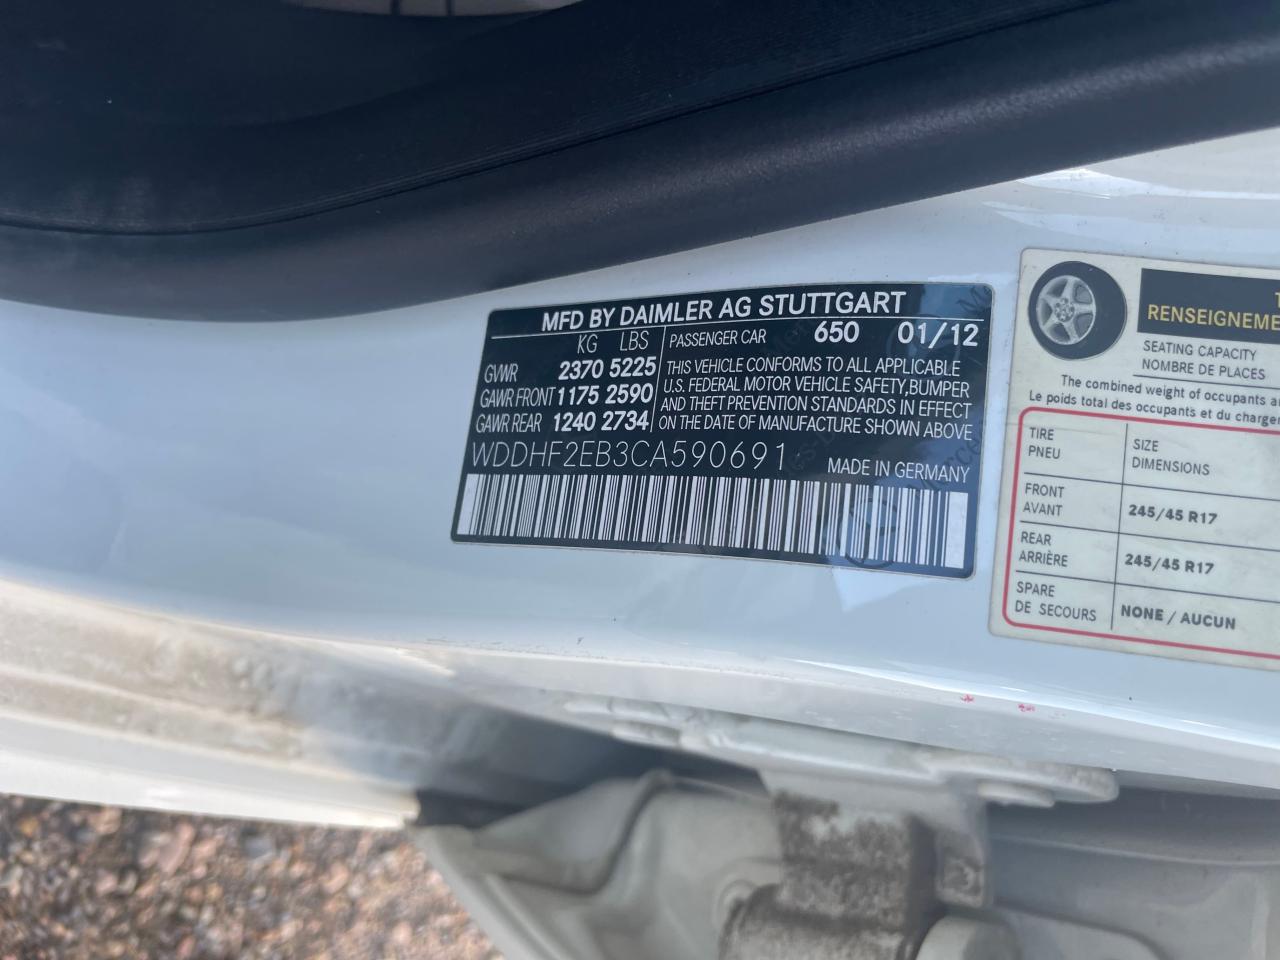 MFD BY DAIMLER AG STUTTGART
KG LBS
GVWR 2370 5225
GAWR FRONT 1175 2590
GAWR REAR 1240 2734
PASSENGER CAR 650 01/12
THIS VEHICLE CONFORMS TO ALL APPLICABLE
U.S. FEDERAL MOTOR VEHICLE SAFETY,BUMPER
AND THEFT PREVENTION STANDARDS IN EFFECT
ON THE DATE OF MANUFACTURE SHOWN ABOVE
WDDHF2EB3CA590691
MADE IN GERMANY
SEATING CAPACITY
NOMBRE DE PLACES
The combined weight of occupants
Le poids total des occupants et du
TIRE
PNEU
SIZE
DIMENSIONS
FRONT
AVANT
245/45 R17
REAR
ARRIÈRE
245/45 R17
SPARE
DE SECOURS
NONE / AUCUN